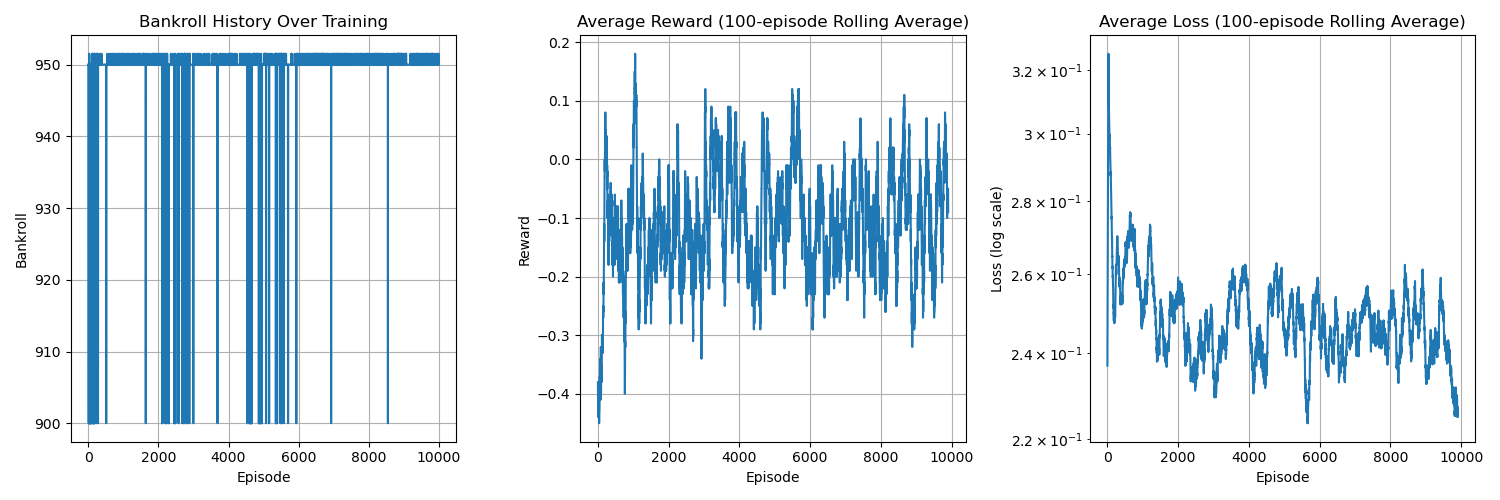 Bankroll History Over Training
950
940
930
920
910
900
Bankroll
0
2000
4000
6000
8000
10000
Episode
Average Reward (100-episode Rolling Average)
0.2
0.1
0.0
−0.1
−0.2
−0.3
−0.4
Reward
0
2000
4000
6000
8000
10000
Episode
Average Loss (100-episode Rolling Average)
3.2 × 10⁻¹
3 × 10⁻¹
2.8 × 10⁻¹
2.6 × 10⁻¹
2.4 × 10⁻¹
2.2 × 10⁻¹
Loss (log scale)
0
2000
4000
6000
8000
10000
Episode